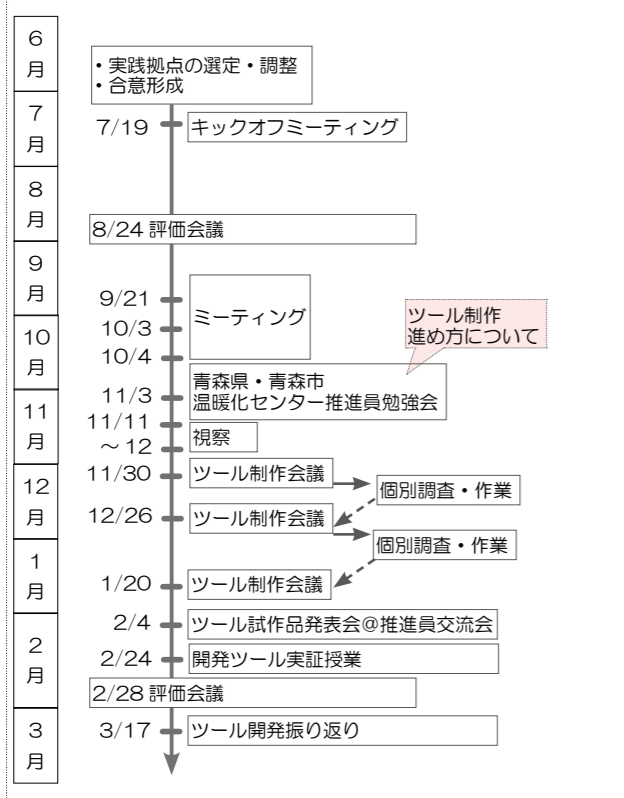 6
月
・実践拠点の選定・調整
・合意形成
7
月
7/19
キックオフミーティング
8
月
8/24 評価会議
9
月
9/21
10/3
10/4
ミーティング
ツール制作
進め方について
10
月
11/3
青森県・青森市
温暖化センター推進員勉強会
11
月
11/11
～12
視察
11/30
ツール制作会議
個別調査・作業
12
月
12/26
ツール制作会議
個別調査・作業
1
月
1/20
ツール制作会議
2/4
ツール試作品発表会@推進員交流会
2
月
2/24
開発ツール実証授業
2/28 評価会議
3
月
3/17
ツール開発振り返り